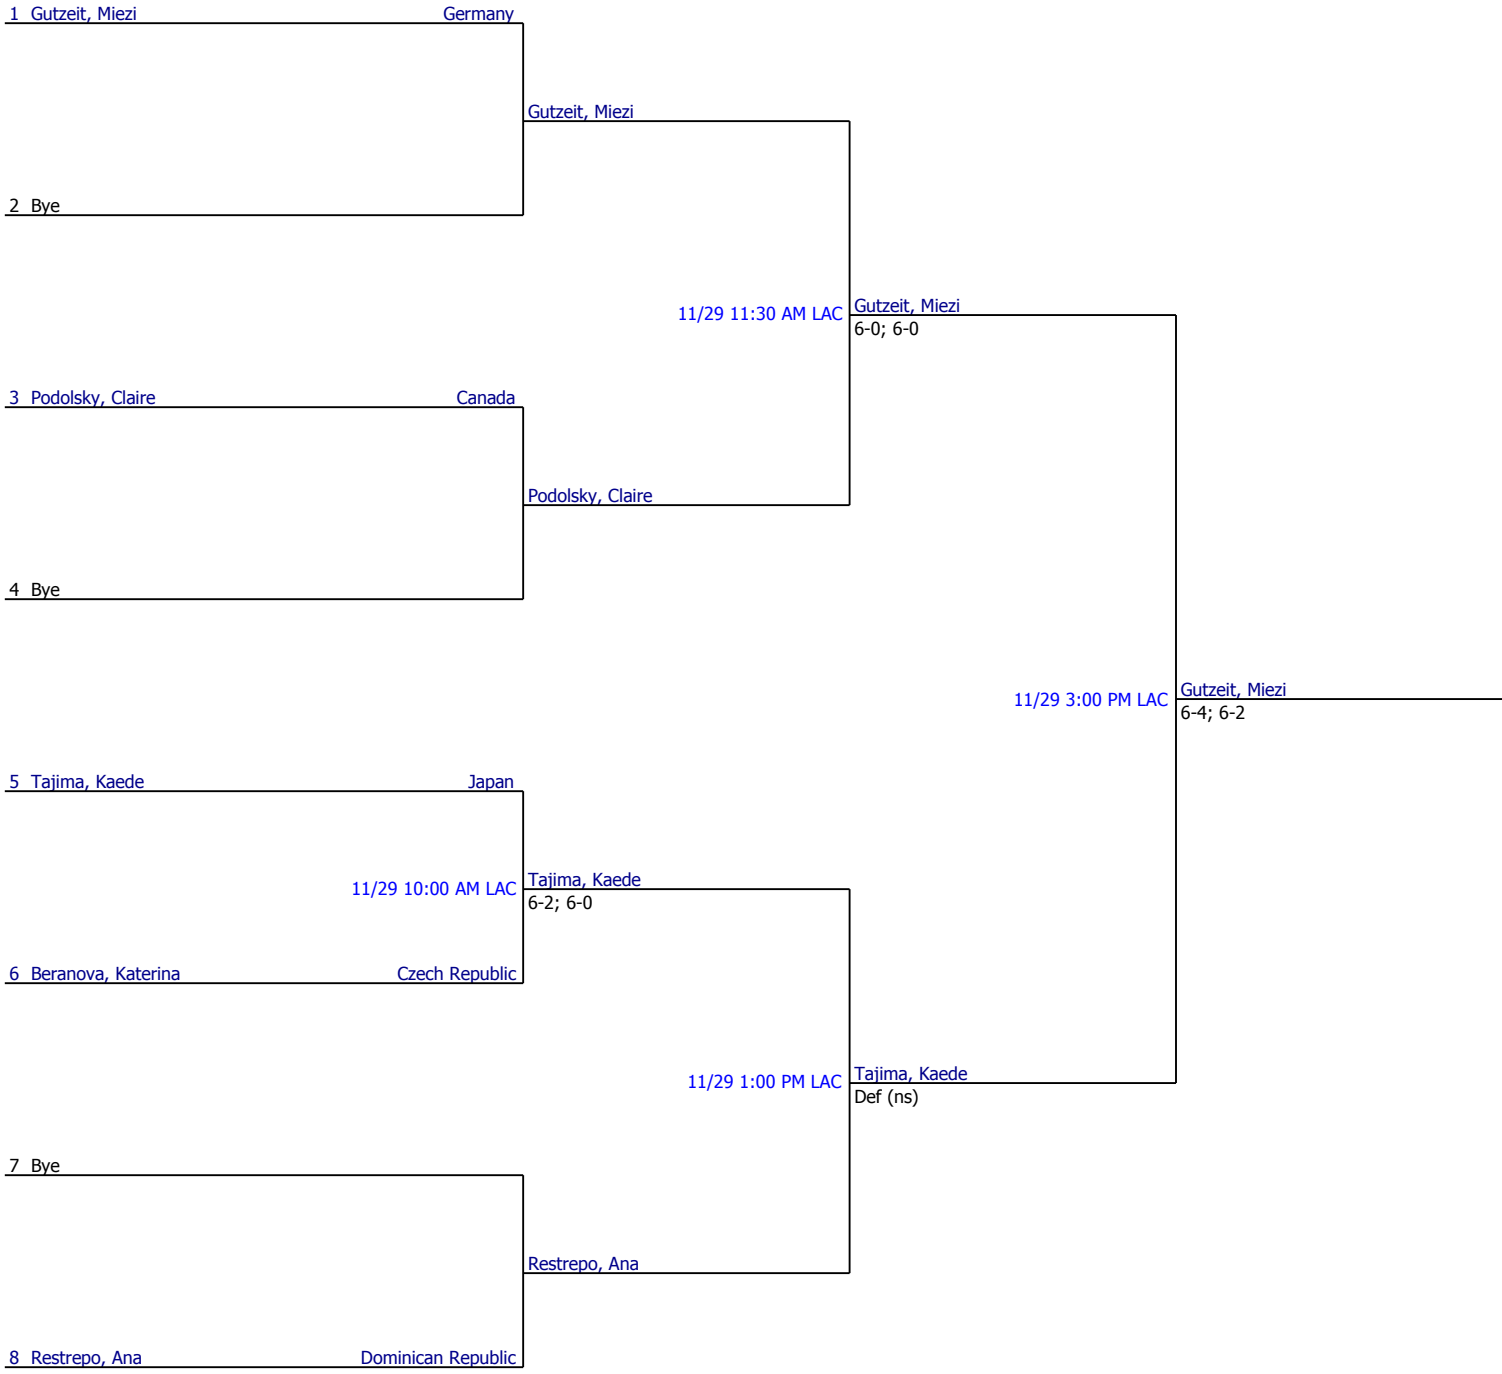 1 Gutzeit, Miezi Germany
Gutzeit, Miezi
2 Bye
11/29 11:30 AM LAC Gutzeit, Miezi
6-0; 6-0
3 Podolsky, Claire Canada
Podolsky, Claire
4 Bye
11/29 3:00 PM LAC Gutzeit, Miezi
6-4; 6-2
5 Tajima, Kaede Japan
11/29 10:00 AM LAC Tajima, Kaede
6-2; 6-0
6 Beranova, Katerina Czech Republic
11/29 1:00 PM LAC Tajima, Kaede
Def (ns)
7 Bye
Restrepo, Ana
8 Restrepo, Ana Dominican Republic